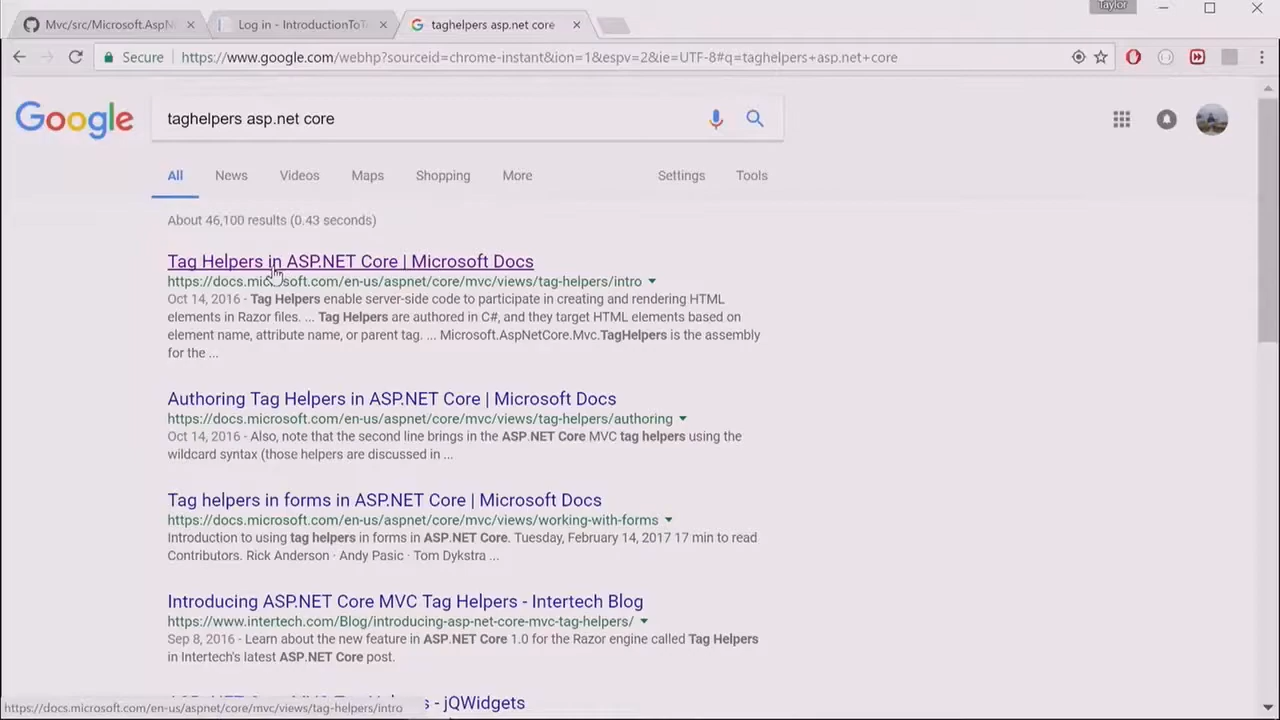 Taylor
Mvc/src/Microsoft.AspN
Log in - IntroductionToT
taghelpers asp.net core
Secure
https://www.google.com/webhp?sourceid=chrome-instant&ion=1&espv=2&ie=UTF-8#q=taghelpers+asp.net+core
Google
taghelpers asp.net core
All News Videos Maps Shopping More Settings Tools
About 46,100 results (0.43 seconds)
Tag Helpers in ASP.NET Core | Microsoft Docs
https://docs.microsoft.com/en-us/aspnet/core/mvc/views/tag-helpers/intro
Oct 14, 2016 - Tag Helpers enable server-side code to participate in creating and rendering HTML
elements in Razor files. ... Tag Helpers are authored in C#, and they target HTML elements based on
element name, attribute name, or parent tag. ... Microsoft.AspNetCore.Mvc.TagHelpers is the assembly
for the ...
Authoring Tag Helpers in ASP.NET Core | Microsoft Docs
https://docs.microsoft.com/en-us/aspnet/core/mvc/views/tag-helpers/authoring
Oct 14, 2016 - Also, note that the second line brings in the ASP.NET Core MVC tag helpers using the
wildcard syntax (those helpers are discussed in ...
Tag helpers in forms in ASP.NET Core | Microsoft Docs
https://docs.microsoft.com/en-us/aspnet/core/mvc/views/working-with-forms
Introduction to using tag helpers in forms in ASP.NET Core. Tuesday, February 14, 2017 17 min to read
Contributors. Rick Anderson · Andy Pasic · Tom Dykstra ...
Introducing ASP.NET Core MVC Tag Helpers - Intertech Blog
https://www.intertech.com/Blog/introducing-asp-net-core-mvc-tag-helpers/
Sep 8, 2016 - Learn about the new feature in ASP.NET Core 1.0 for the Razor engine called Tag Helpers
in Intertech's latest ASP.NET Core post.
- jQWidgets
https://docs.microsoft.com/en-us/aspnet/core/mvc/views/tag-helpers/intro